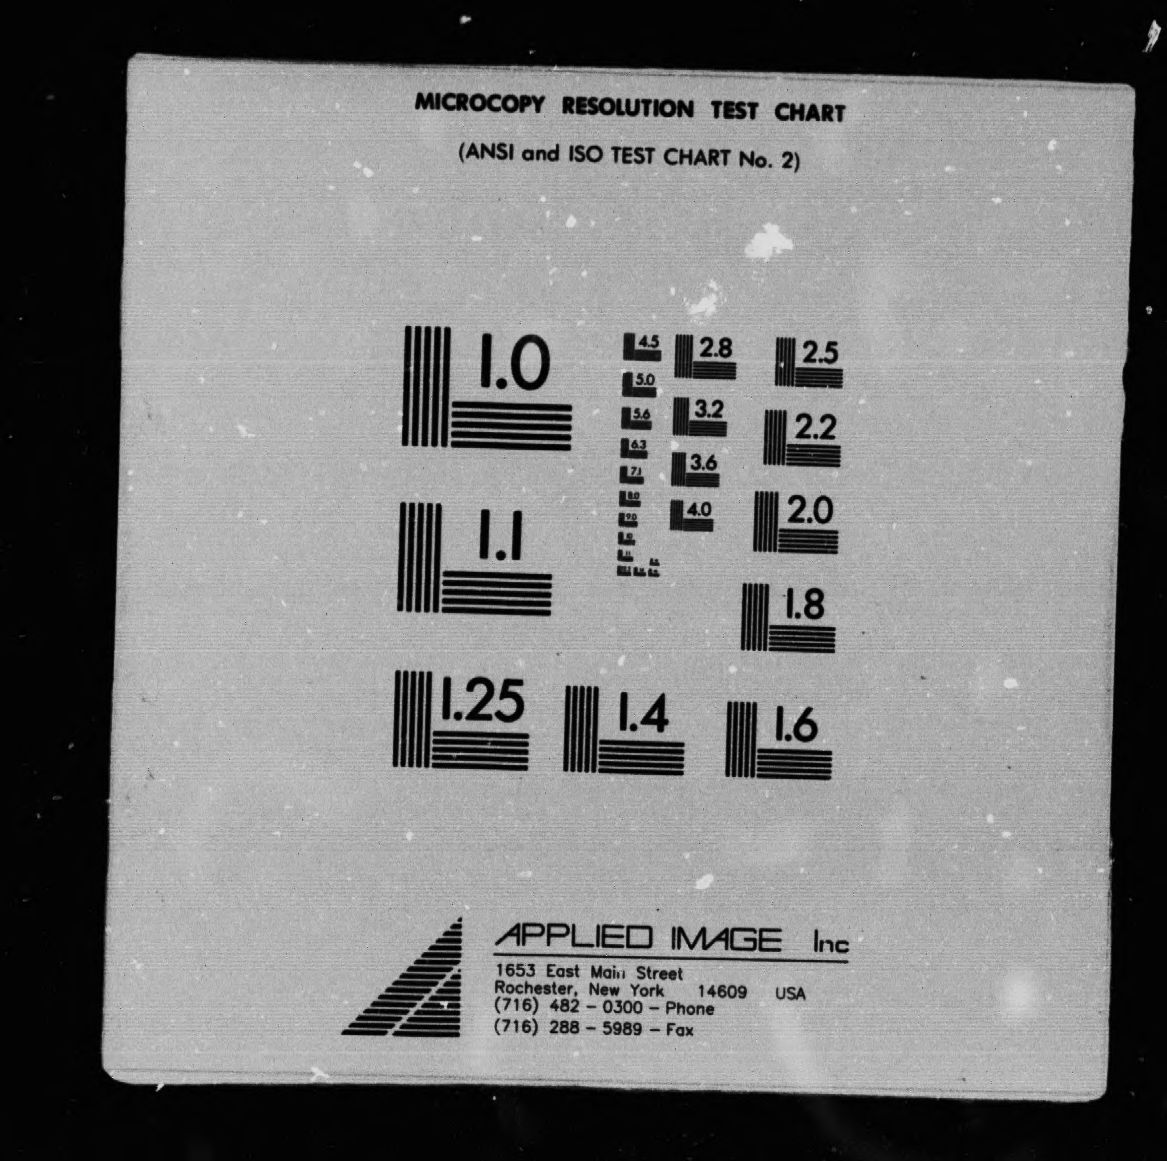 MICROCOPY RESOLUTION TEST CHART
(ANSI and ISO TEST CHART No. 2)
1.0
1.1
1.25
1.4
1.6
1.8
2.0
2.2
2.5
2.8
3.2
3.6
4.0
4.5
5.0
5.6
6.3
7.1
8.0
9.0
APPLIED IMAGE Inc
1653 East Main Street
Rochester, New York 14609 USA
(716) 482 - 0300 - Phone
(716) 288 - 5989 - Fax